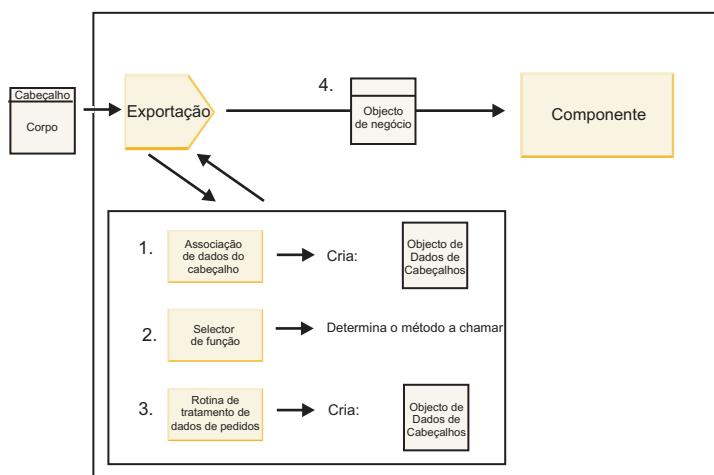 Cabeçalho
Corpo
Exportação
4.
Objecto
de negócio
Componente
1.
Associação
de dados do
cabeçalho
Cria:
Objecto de
Dados de
Cabeçalhos
2.
Selector
de função
Determina o método a chamar
3.
Rotina de
tratamento de
dados de pedidos
Cria:
Objecto de
Dados de
Cabeçalhos